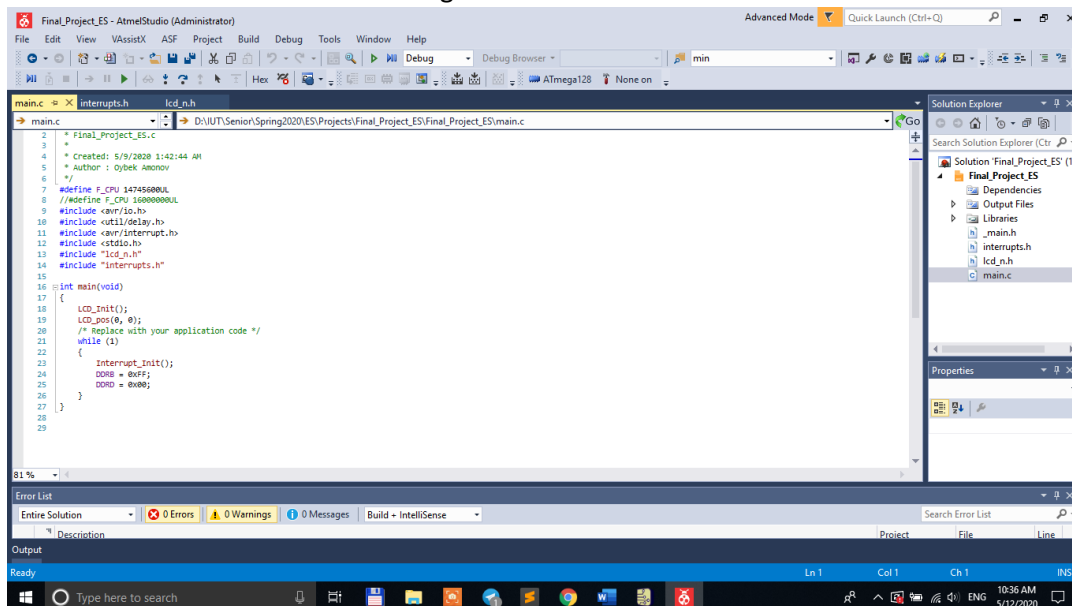 Final_Project_ES - AtmelStudio (Administrator)
Advanced Mode
Quick Launch (Ctrl+Q)
File Edit View VAssistX ASF Project Build Debug Tools Window Help
Debug Debug Browser min
Hex ATmega128 None on
main.c interrupts.h lcd_n.h
main.c D:\IUT\Senior\Spring2020\ES\Projects\Final_Project_ES\Final_Project_ES\main.c Go
2 * Final_Project_ES.c
3 *
4 * Created: 5/9/2020 1:42:44 AM
5 * Author : Oybek Amonov
6 */
7 #define F_CPU 14745600UL
8 //#define F_CPU 16000000UL
9 #include <avr/io.h>
10 #include <util/delay.h>
11 #include <avr/interrupt.h>
12 #include <stdio.h>
13 #include "lcd_n.h"
14 #include "interrupts.h"
15
16 int main(void)
17 {
18 LCD_Init();
19 LCD_pos(0, 0);
20 /* Replace with your application code */
21 while (1)
22 {
23 Interrupt_Init();
24 DDRB = 0xFF;
25 DDRD = 0x00;
26 }
27 }
28
29
81 %
Solution Explorer
Search Solution Explorer (Ctr
Solution 'Final_Project_ES' (1
Final_Project_ES
Dependencies
Output Files
Libraries
_main.h
interrupts.h
lcd_n.h
main.c
Properties
Error List
Entire Solution 0 Errors 0 Warnings 0 Messages Build + IntelliSense Search Error List
Description Project File Line
Output
Ready Ln 1 Col 1 Ch 1 INS
Type here to search ENG 10:36 AM
5/12/2020